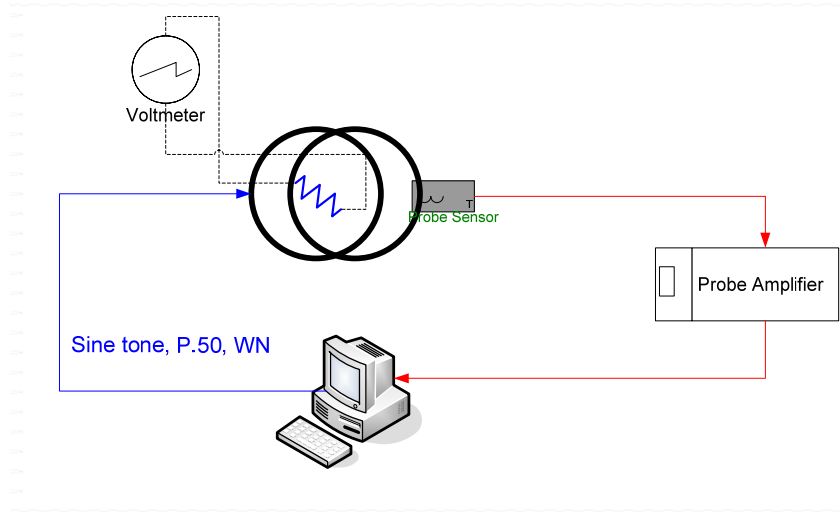 Voltmeter
T
Probe Sensor
Probe Amplifier
Sine tone, P.50, WN